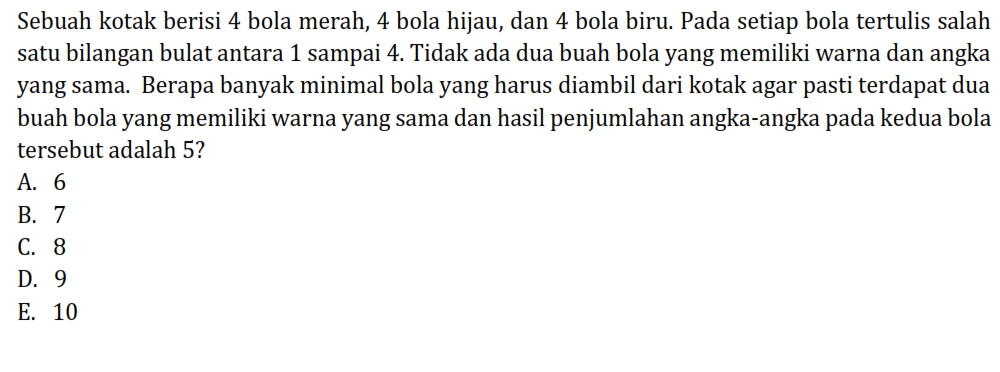 Sebuah kotak berisi 4 bola merah, 4 bola hijau, dan 4 bola biru. Pada setiap bola tertulis salah
satu bilangan bulat antara 1 sampai 4. Tidak ada dua buah bola yang memiliki warna dan angka
yang sama. Berapa banyak minimal bola yang harus diambil dari kotak agar pasti terdapat dua
buah bola yang memiliki warna yang sama dan hasil penjumlahan angka-angka pada kedua bola
tersebut adalah 5?
A. 6
B. 7
C. 8
D. 9
E. 10